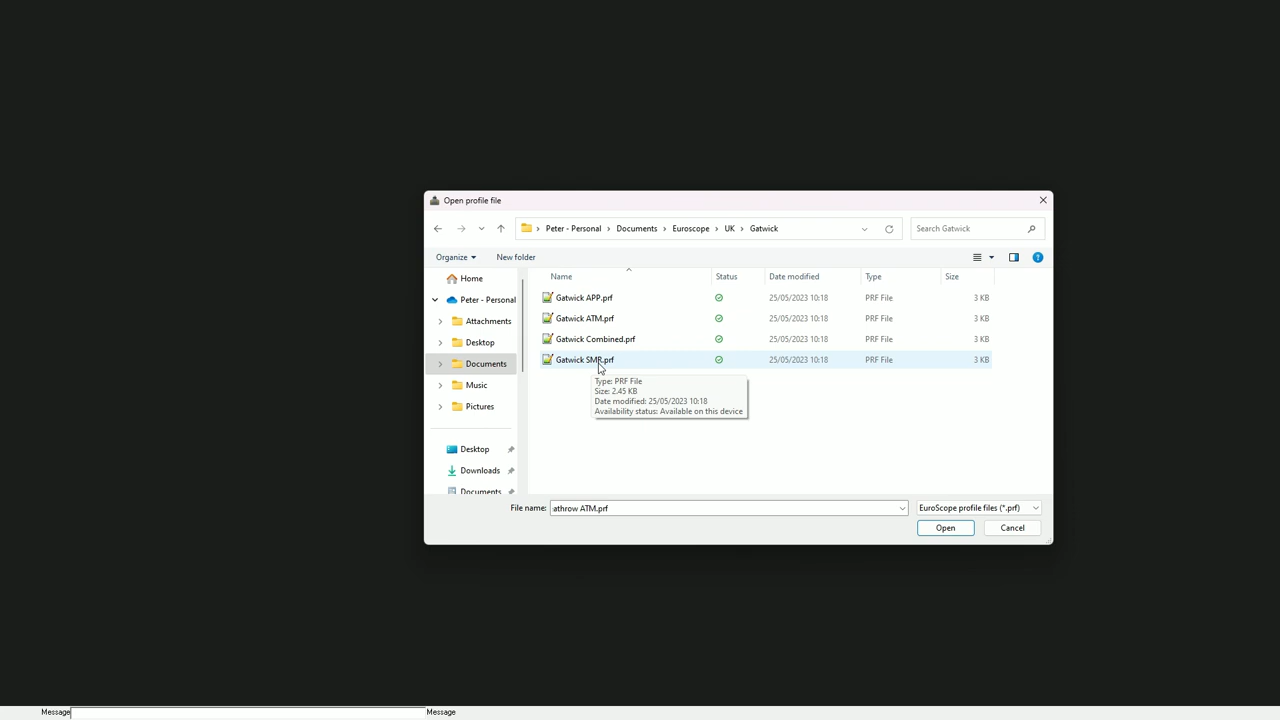 Open profile file
Peter - Personal > Documents > Euroscope > UK > Gatwick
Search Gatwick
Organize
New folder
Home
Peter - Personal
Attachments
Desktop
Documents
Music
Pictures
Desktop
Downloads
Documents
Name Status Date modified Type Size
Gatwick APP.prf 25/05/2023 10:18 PRF File 3 KB
Gatwick ATM.prf 25/05/2023 10:18 PRF File 3 KB
Gatwick Combined.prf 25/05/2023 10:18 PRF File 3 KB
Gatwick SMR.prf 25/05/2023 10:18 PRF File 3 KB
Type: PRF File
Size: 2.45 KB
Date modified: 25/05/2023 10:18
Availability status: Available on this device
File name: athrow ATM.prf
EuroScope profile files (*.prf)
Open
Cancel
Message
Message